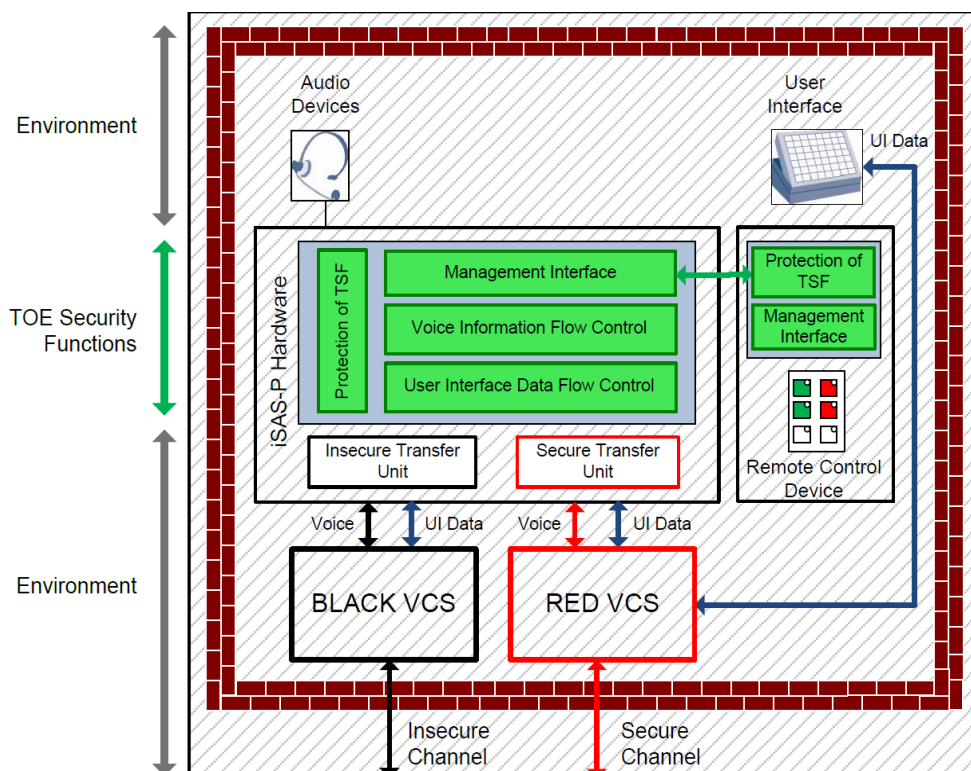 Environment
TOE Security
Functions
Environment
Audio
Devices
User
Interface
UI Data
iSAS-P Hardware
Protection of TSF
Management Interface
Voice Information Flow Control
User Interface Data Flow Control
Protection of
TSF
Management
Interface
Remote Control
Device
Insecure Transfer
Unit
Secure Transfer
Unit
Voice
UI Data
Voice
UI Data
BLACK VCS
RED VCS
Insecure
Channel
Secure
Channel